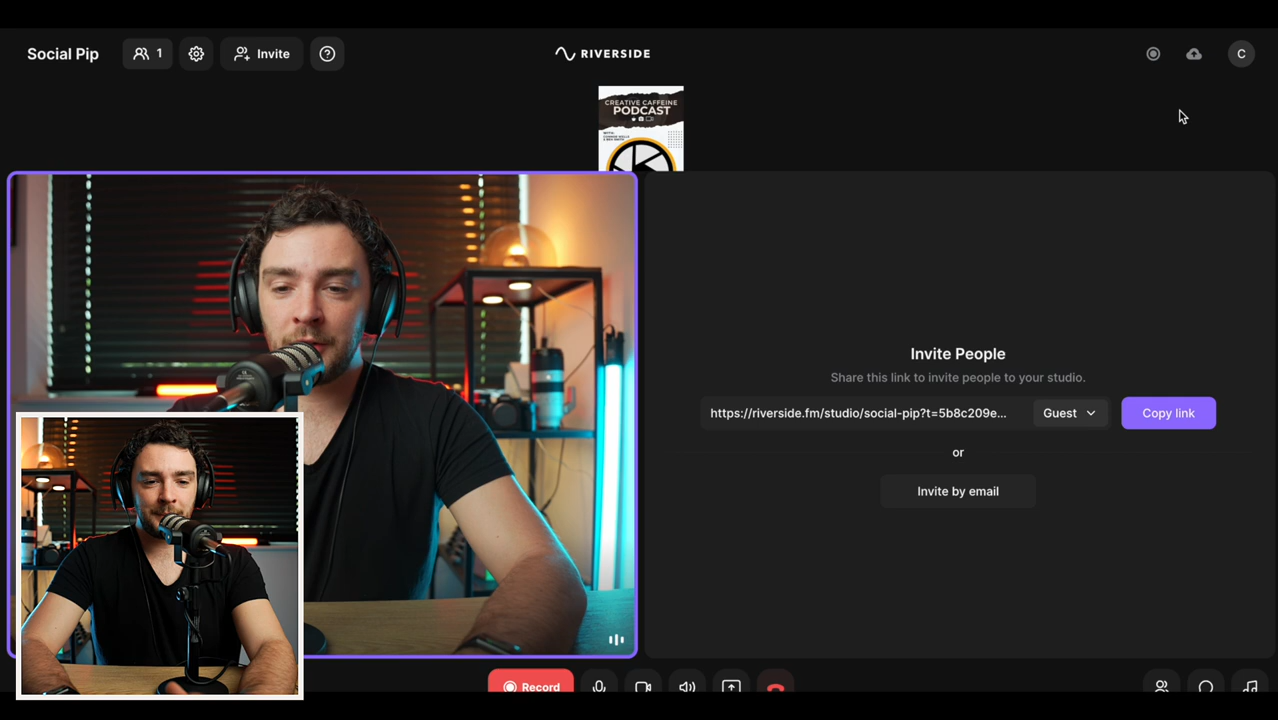 Social Pip
1
Invite
RIVERSIDE
C
CREATIVE CAFFEINE
PODCAST
WITH:
Invite People
Share this link to invite people to your studio.
https://riverside.fm/studio/social-pip?t=5b8c209e...
Guest
Copy link
or
Invite by email
Record